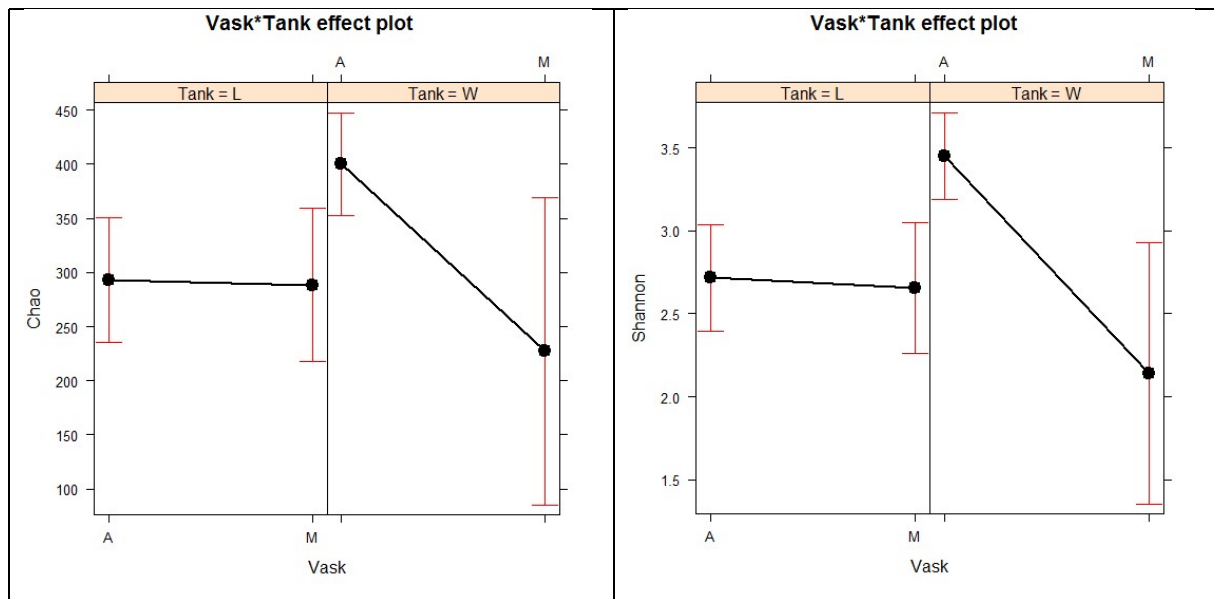 Vask*Tank effect plot
A M A M
Tank = L Tank = W
450
400
350
300
250
200
150
100
Chao
A M
Vask
Vask*Tank effect plot
A M
Tank = L Tank = W
3.5
3.0
2.5
2.0
1.5
Shannon
A M
Vask